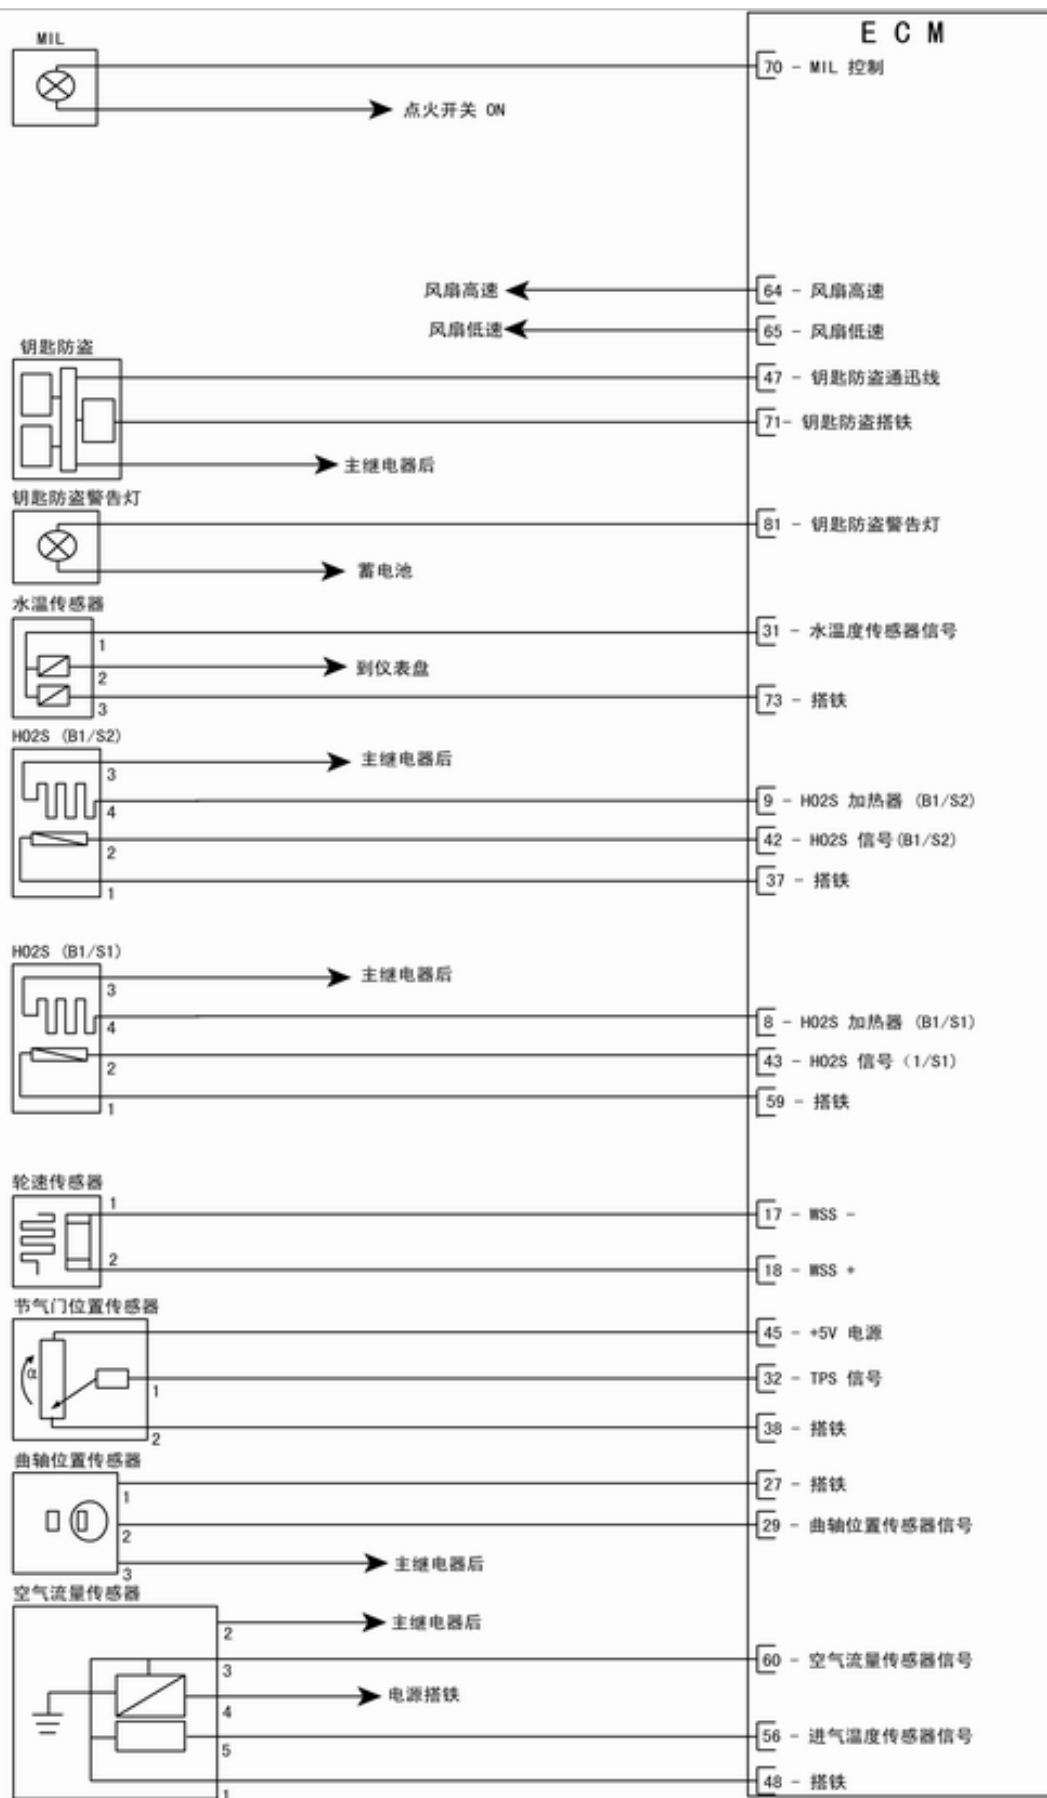 ECM
MIL
70 - MIL 控制
点火开关 ON
风扇高速
64 - 风扇高速
风扇低速
65 - 风扇低速
钥匙防盗
47 - 钥匙防盗通迅线
71- 钥匙防盗搭铁
主继电器后
钥匙防盗警告灯
81 - 钥匙防盗警告灯
蓄电池
水温传感器
1
31 - 水温度传感器信号
到仪表盘
2
3
73 - 搭铁
HO2S (B1/S2)
主继电器后
3
4
9 - HO2S 加热器 (B1/S2)
2
42 - HO2S 信号(B1/S2)
1
37 - 搭铁
HO2S (B1/S1)
主继电器后
3
4
8 - HO2S 加热器 (B1/S1)
2
43 - HO2S 信号 (1/S1)
1
59 - 搭铁
轮速传感器
1
17 - WSS -
2
18 - WSS +
节气门位置传感器
45 - +5V 电源
α
1
32 - TPS 信号
2
38 - 搭铁
曲轴位置传感器
1
27 - 搭铁
2
29 - 曲轴位置传感器信号
3
主继电器后
空气流量传感器
2
主继电器后
3
60 - 空气流量传感器信号
4
电源搭铁
5
56 - 进气温度传感器信号
1
48 - 搭铁